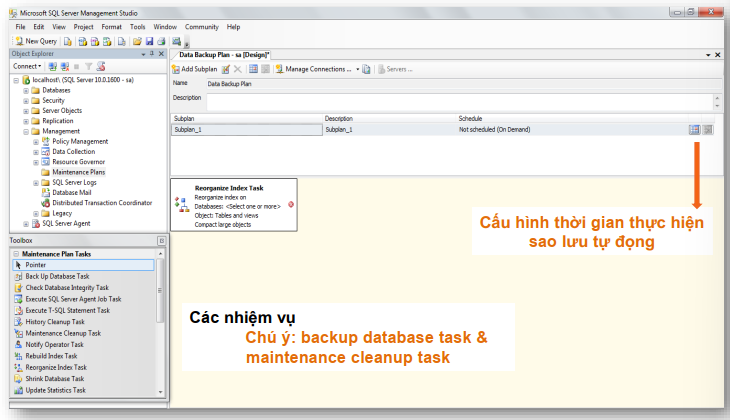 Microsoft SQL Server Management Studio
File Edit View Project Format Tools Window Community Help
New Query
Object Explorer
Connect
localhost\ (SQL Server 10.0.1600 - sa)
Databases
Security
Server Objects
Replication
Management
Policy Management
Data Collection
Resource Governor
Maintenance Plans
SQL Server Logs
Database Mail
Distributed Transaction Coordinator
Legacy
SQL Server Agent
Toolbox
Maintenance Plan Tasks
Pointer
Back Up Database Task
Check Database Integrity Task
Execute SQL Server Agent Job Task
Execute T-SQL Statement Task
History Cleanup Task
Maintenance Cleanup Task
Notify Operator Task
Rebuild Index Task
Reorganize Index Task
Shrink Database Task
Update Statistics Task
Data Backup Plan - sa [Design]*
Add Subplan Manage Connections ... Servers ...
Name Data Backup Plan
Description
Subplan Description Schedule
Subplan_1 Subplan_1 Not scheduled (On Demand)
Reorganize Index Task
Reorganize index on
Databases: <Select one or more>
Object: Tables and views
Compact large objects
Cấu hình thời gian thực hiện
sao lưu tự đọng
Các nhiệm vụ
Chú ý: backup database task &
maintenance cleanup task